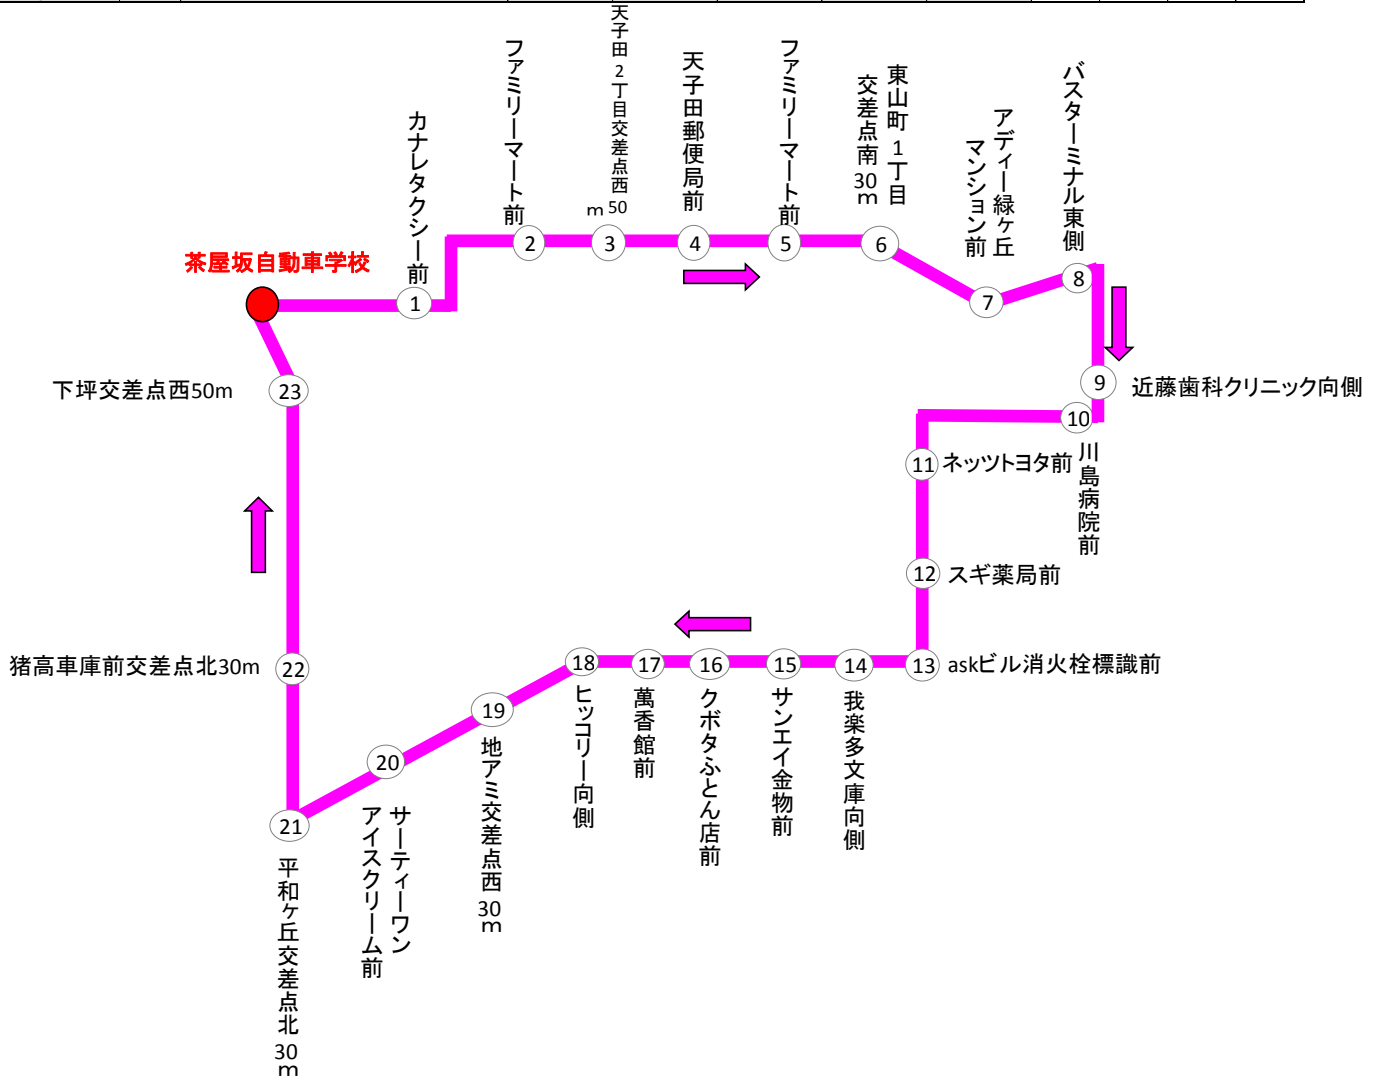 茶屋坂自動車学校
1
カナレタクシー前
2
ファミリーマート前
3
天子田2丁目交差点西50m
4
天子田郵便局前
5
ファミリーマート前
6
東山町1丁目
交差点南30m
7
アディー緑ヶ丘
マンション前
8
バスターミナル東側
9
近藤歯科クリニック向側
10
川島病院前
11
ネッツトヨタ前
12
スギ薬局前
13
askビル消火栓標識前
14
我楽多文庫向側
15
サンエイ金物前
16
クボタふとん店前
17
萬香館前
18
ヒッコリー向側
19
地アミ交差点西30m
20
サーティーワン
アイスクリーム前
21
平和ヶ丘交差点北30m
22
猪高車庫前交差点北30m
23
下坪交差点西50m